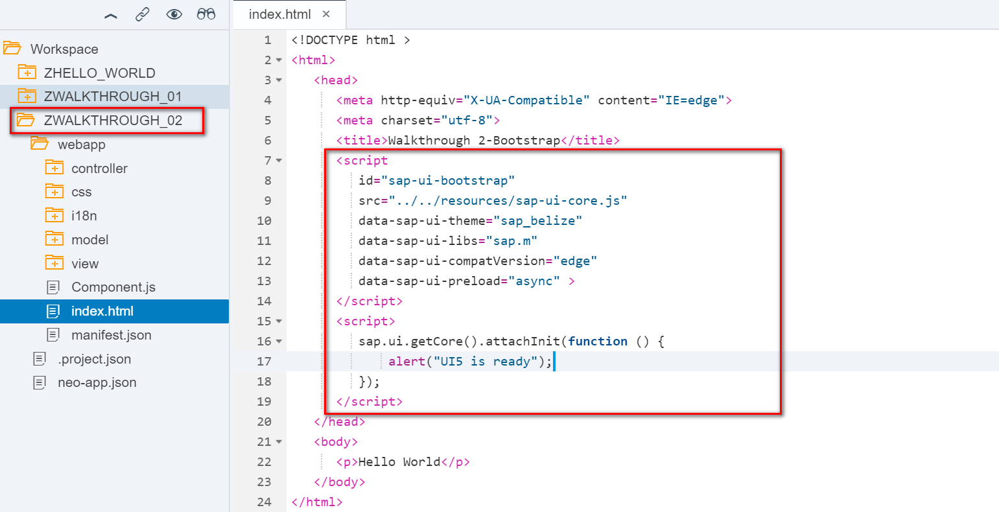 index.html ×
Workspace
ZHELLO_WORLD
ZWALKTHROUGH_01
ZWALKTHROUGH_02
webapp
controller
css
i18n
model
view
Component.js
index.html
manifest.json
.project.json
neo-app.json
1 <!DOCTYPE html >
2 <html>
3 <head>
4 <meta http-equiv="X-UA-Compatible" content="IE=edge">
5 <meta charset="utf-8">
6 <title>Walkthrough 2-Bootstrap</title>
7 <script
8 id="sap-ui-bootstrap"
9 src="../../resources/sap-ui-core.js"
10 data-sap-ui-theme="sap_belize"
11 data-sap-ui-libs="sap.m"
12 data-sap-ui-compatVersion="edge"
13 data-sap-ui-preload="async" >
14 </script>
15 <script>
16 sap.ui.getCore().attachInit(function () {
17 alert("UI5 is ready");
18 });
19 </script>
20 </head>
21 <body>
22 <p>Hello World</p>
23 </body>
24 </html>